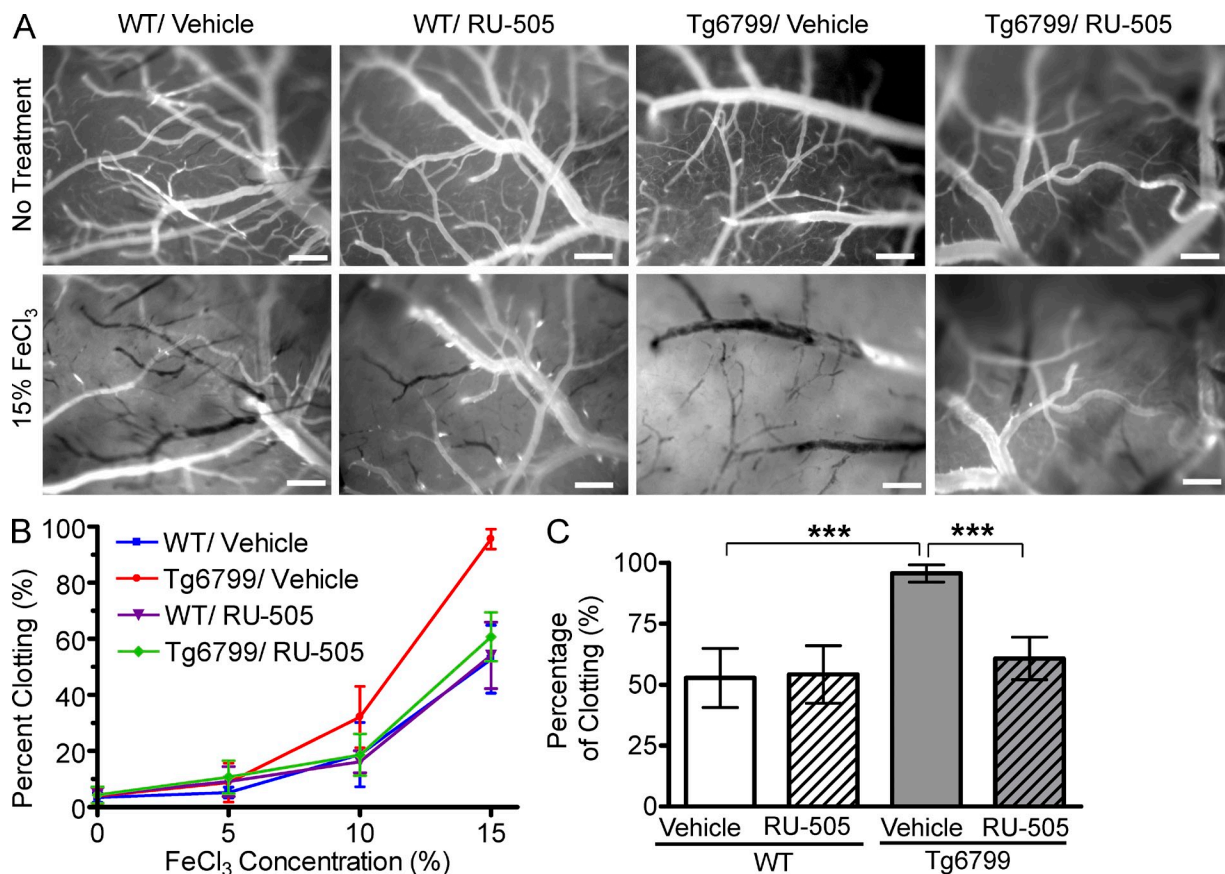 A
WT/ Vehicle
WT/ RU-505
Tg6799/ Vehicle
Tg6799/ RU-505
No Treatment
15% FeCl₃
B
WT/ Vehicle
Tg6799/ Vehicle
WT/ RU-505
Tg6799/ RU-505
Percent Clotting (%)
100
80
60
40
20
0
0 5 10 15
FeCl₃ Concentration (%)
C
*** ***
Percentage
of Clotting (%)
100
75
50
25
0
Vehicle RU-505 Vehicle RU-505
WT Tg6799